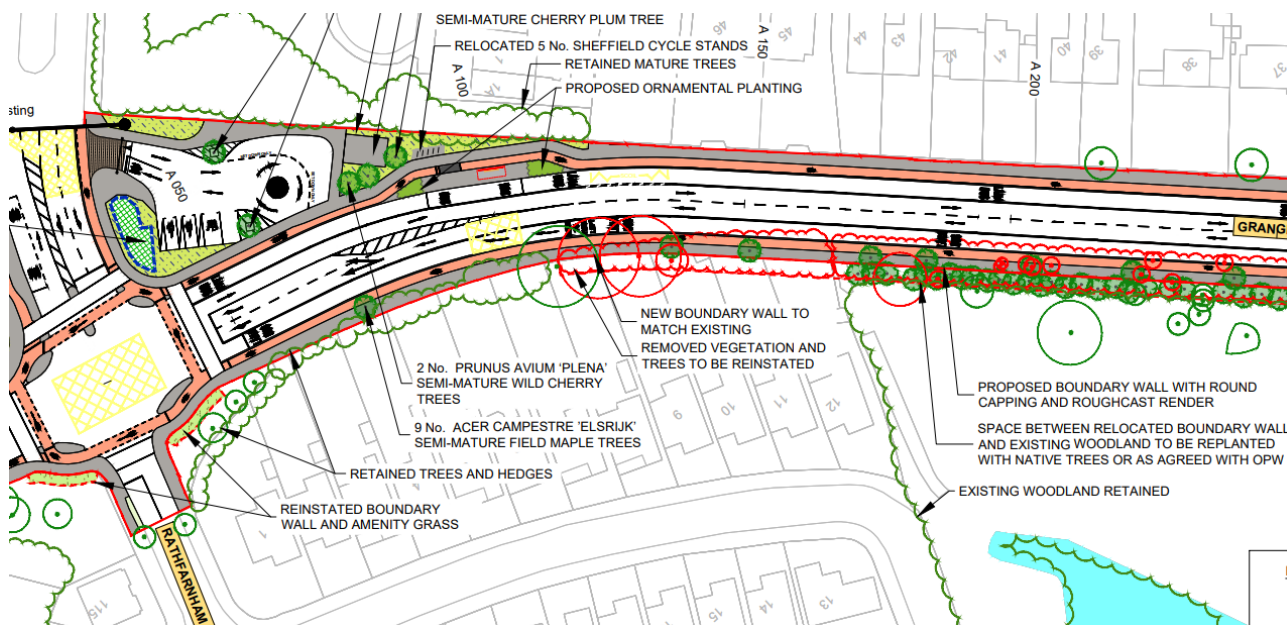 SEMI-MATURE CHERRY PLUM TREE
RELOCATED 5 No. SHEFFIELD CYCLE STANDS
RETAINED MATURE TREES
PROPOSED ORNAMENTAL PLANTING
sting
A 050
A 100
A 150
A 200
46
45
44
43
42
41
40
39
38
37
1A
GRANG
NEW BOUNDARY WALL TO
MATCH EXISTING
REMOVED VEGETATION AND
TREES TO BE REINSTATED
2 No. PRUNUS AVIUM 'PLENA'
SEMI-MATURE WILD CHERRY
TREES
9 No. ACER CAMPESTRE 'ELSRIJK'
SEMI-MATURE FIELD MAPLE TREES
RETAINED TREES AND HEDGES
REINSTATED BOUNDARY
WALL AND AMENITY GRASS
PROPOSED BOUNDARY WALL WITH ROUND
CAPPING AND ROUGHCAST RENDER
SPACE BETWEEN RELOCATED BOUNDARY WALL
AND EXISTING WOODLAND TO BE REPLANTED
WITH NATIVE TREES OR AS AGREED WITH OPW
EXISTING WOODLAND RETAINED
RATHFARNHAM
9
10
11
12
13
14
15
115